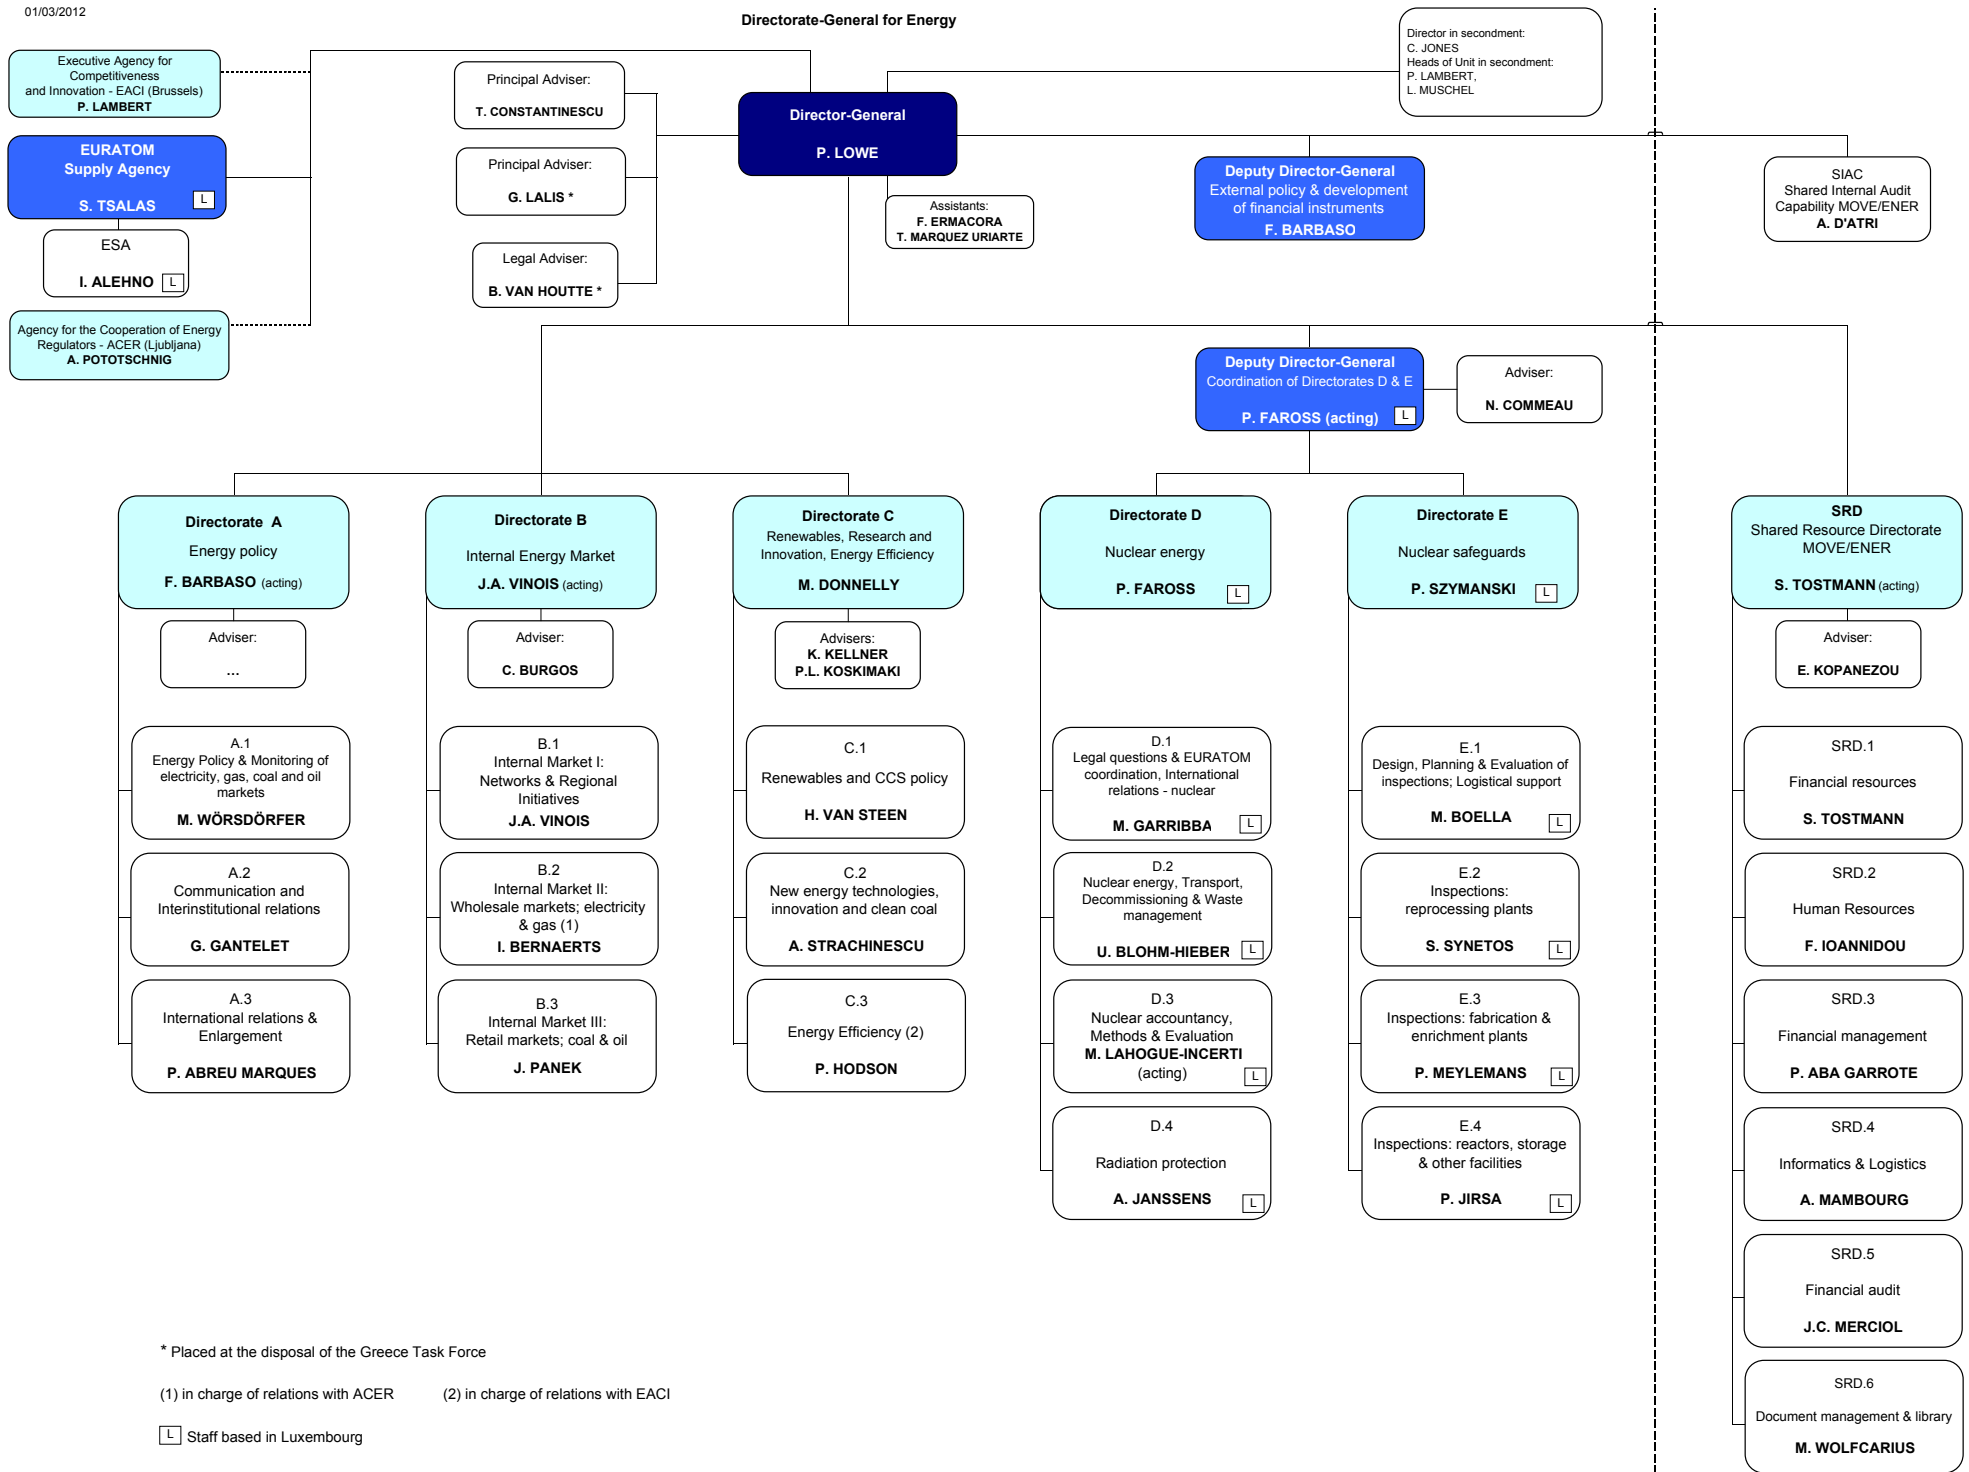 01/03/2012
Directorate-General for Energy
Director in secondment:
C. JONES
Heads of Unit in secondment:
P. LAMBERT,
L. MUSCHEL
Executive Agency for
Competitiveness
and Innovation - EACI (Brussels)
P. LAMBERT
Principal Adviser:
T. CONSTANTINESCU
Director-General
P. LOWE
EURATOM
Supply Agency
S. TSALAS
L
Principal Adviser:
G. LALIS *
Deputy Director-General
External policy & development
of financial instruments
F. BARBASO
SIAC
Shared Internal Audit
Capability MOVE/ENER
A. D'ATRI
Assistants:
F. ERMACORA
T. MARQUEZ URIARTE
ESA
I. ALEHNO
L
Legal Adviser:
B. VAN HOUTTE *
Agency for the Cooperation of Energy
Regulators - ACER (Ljubljana)
A. POTOTSCHNIG
Deputy Director-General
Coordination of Directorates D & E
P. FAROSS (acting)
L
Adviser:
N. COMMEAU
Directorate A
Energy policy
F. BARBASO (acting)
Directorate B
Internal Energy Market
J.A. VINOIS (acting)
Directorate C
Renewables, Research and
Innovation, Energy Efficiency
M. DONNELLY
Directorate D
Nuclear energy
P. FAROSS
L
Directorate E
Nuclear safeguards
P. SZYMANSKI
L
SRD
Shared Resource Directorate
MOVE/ENER
S. TOSTMANN (acting)
Adviser:
...
Adviser:
C. BURGOS
Advisers:
K. KELLNER
P.L. KOSKIMAKI
Adviser:
E. KOPANEZOU
A.1
Energy Policy & Monitoring of
electricity, gas, coal and oil
markets
M. WÖRSDÖRFER
B.1
Internal Market I:
Networks & Regional
Initiatives
J.A. VINOIS
C.1
Renewables and CCS policy
H. VAN STEEN
D.1
Legal questions & EURATOM
coordination, International
relations - nuclear
M. GARRIBBA
L
E.1
Design, Planning & Evaluation of
inspections; Logistical support
M. BOELLA
L
SRD.1
Financial resources
S. TOSTMANN
A.2
Communication and
Interinstitutional relations
G. GANTELET
B.2
Internal Market II:
Wholesale markets; electricity
& gas (1)
I. BERNAERTS
C.2
New energy technologies,
innovation and clean coal
A. STRACHINESCU
D.2
Nuclear energy, Transport,
Decommissioning & Waste
management
U. BLOHM-HIEBER
L
E.2
Inspections:
reprocessing plants
S. SYNETOS
L
SRD.2
Human Resources
F. IOANNIDOU
A.3
International relations &
Enlargement
P. ABREU MARQUES
B.3
Internal Market III:
Retail markets; coal & oil
J. PANEK
C.3
Energy Efficiency (2)
P. HODSON
D.3
Nuclear accountancy,
Methods & Evaluation
M. LAHOGUE-INCERTI
(acting)
L
E.3
Inspections: fabrication &
enrichment plants
P. MEYLEMANS
L
SRD.3
Financial management
P. ABA GARROTE
D.4
Radiation protection
A. JANSSENS
L
E.4
Inspections: reactors, storage
& other facilities
P. JIRSA
L
SRD.4
Informatics & Logistics
A. MAMBOURG
SRD.5
Financial audit
J.C. MERCIOL
SRD.6
Document management & library
M. WOLFCARIUS
* Placed at the disposal of the Greece Task Force
(1) in charge of relations with ACER (2) in charge of relations with EACI
L Staff based in Luxembourg